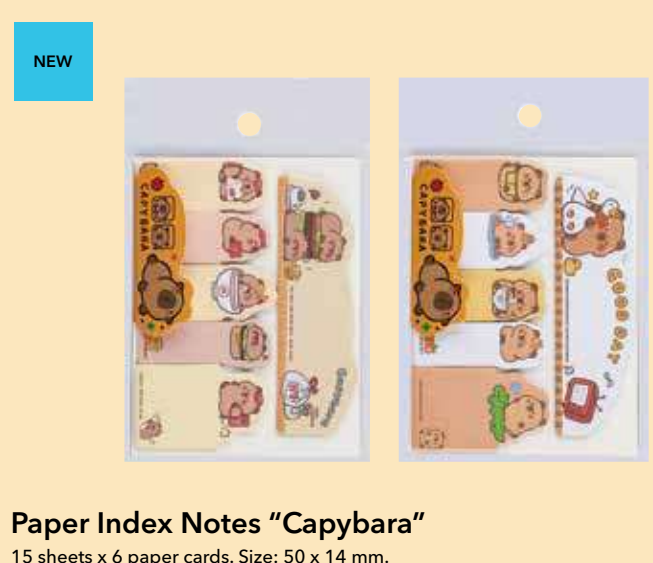 NEW
CAPYBARA
CAPYBARA
GOOD DAY
Paper Index Notes “Capybara”
15 sheets x 6 paper cards. Size: 50 x 14 mm.